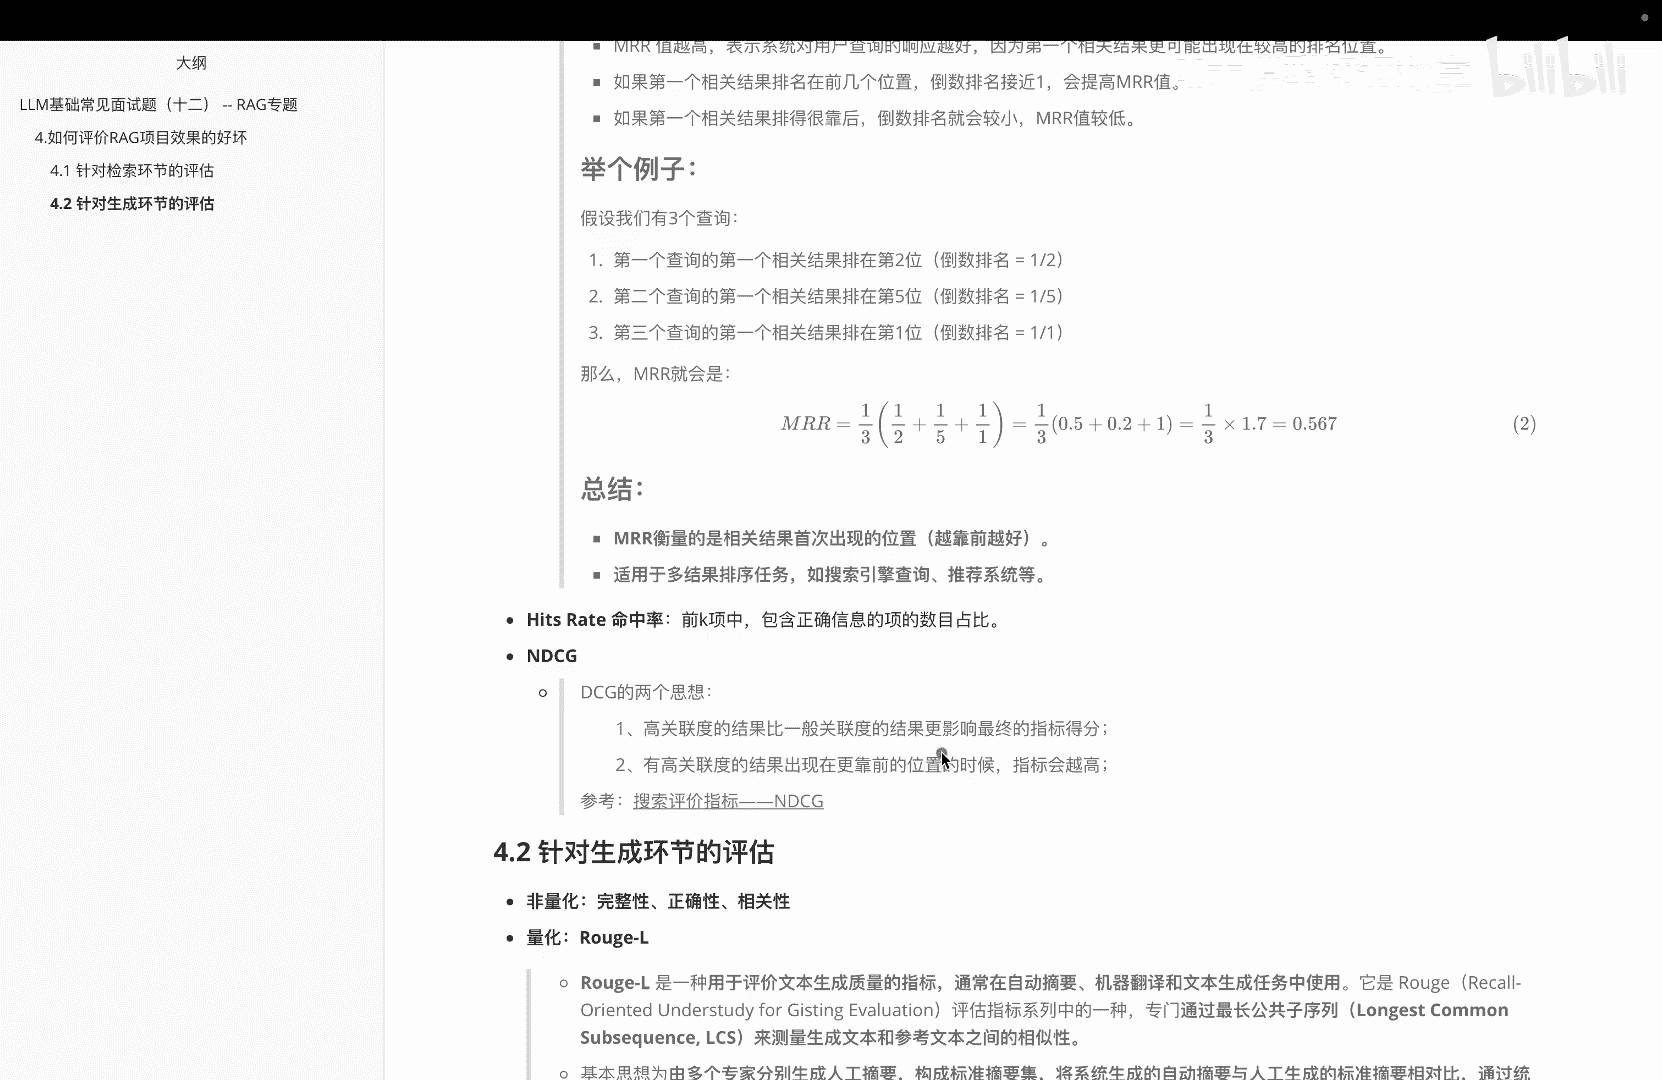 大纲
LLM基础常见面试题（十二） -- RAG专题
4.如何评价RAG项目效果的好坏
4.1 针对检索环节的评估
4.2 针对生成环节的评估
MRR 值越高，表示系统对用户查询的响应越好，因为第一个相关结果更可能出现在较高的排名位置。
bilibili
如果第一个相关结果排名在前几个位置，倒数排名接近1，会提高MRR值。
如果第一个相关结果排得很靠后，倒数排名就会较小，MRR值较低。
举个例子：
假设我们有3个查询：
1. 第一个查询的第一个相关结果排在第2位（倒数排名 = 1/2）
2. 第二个查询的第一个相关结果排在第5位（倒数排名 = 1/5）
3. 第三个查询的第一个相关结果排在第1位（倒数排名 = 1/1）
那么，MRR就会是：
MRR = 1/3 (1/2 + 1/5 + 1/1) = 1/3 (0.5 + 0.2 + 1) = 1/3 × 1.7 = 0.567 (2)
总结：
MRR衡量的是相关结果首次出现的位置（越靠前越好）。
适用于多结果排序任务，如搜索引擎查询、推荐系统等。
Hits Rate 命中率：前k项中，包含正确信息的项的数目占比。
NDCG
DCG的两个思想：
1、高关联度的结果比一般关联度的结果更影响最终的指标得分；
2、有高关联度的结果出现在更靠前的位置的时候，指标会越高；
参考：搜索评价指标——NDCG
4.2 针对生成环节的评估
非量化：完整性、正确性、相关性
量化：Rouge-L
Rouge-L 是一种用于评价文本生成质量的指标，通常在自动摘要、机器翻译和文本生成任务中使用。它是 Rouge（Recall-
Oriented Understudy for Gisting Evaluation）评估指标系列中的一种，专门通过最长公共子序列（Longest Common
Subsequence, LCS）来测量生成文本和参考文本之间的相似性。
基本思想为由多个专家分别生成人工摘要，构成标准摘要集，将系统生成的自动摘要与人工生成的标准摘要相对比，通过统